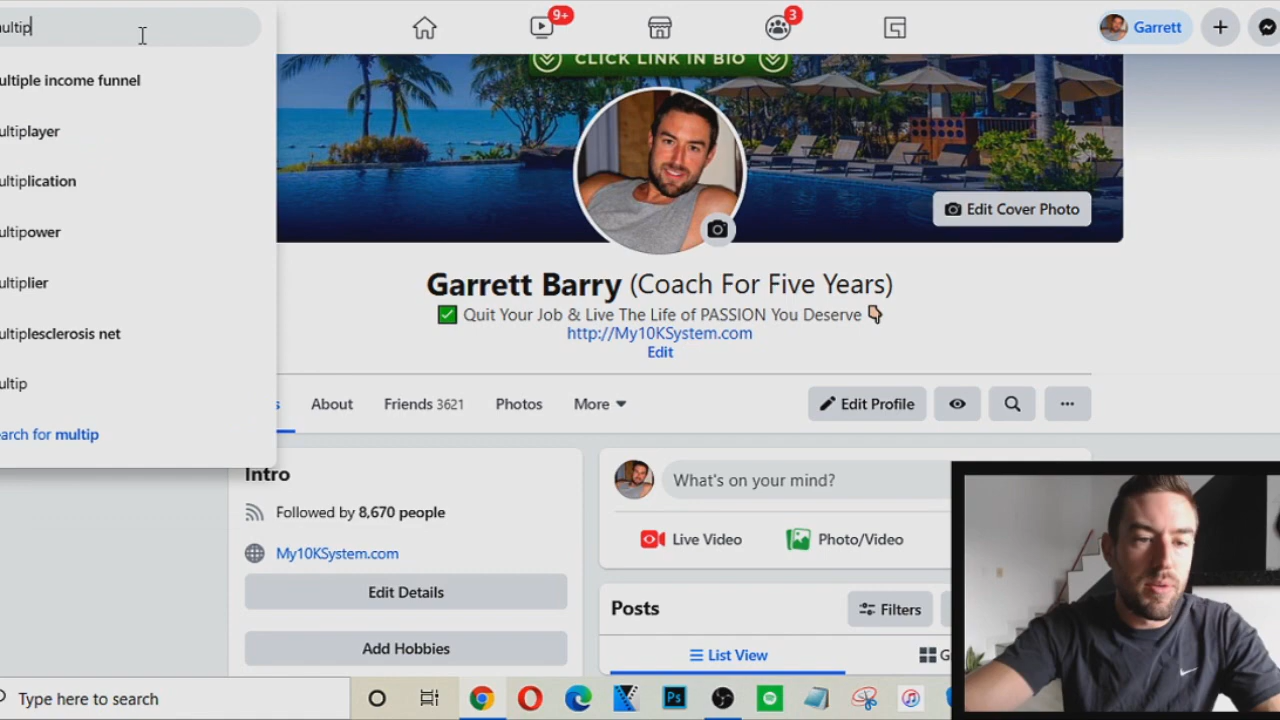 ultip
9+
3
Garrett
ultiple income funnel
ultiplayer
ultiplication
ultipower
ultiplier
ultiplesclerosis net
ultip
arch for multip
CLICK LINK IN BIO
Edit Cover Photo
Garrett Barry (Coach For Five Years)
✅ Quit Your Job & Live The Life of PASSION You Deserve 👇
http://My10KSystem.com
Edit
s
About
Friends 3621
Photos
More
Edit Profile
Intro
Followed by 8,670 people
My10KSystem.com
Edit Details
Add Hobbies
What's on your mind?
Live Video
Photo/Video
Posts
Filters
List View
G
Type here to search
Ps